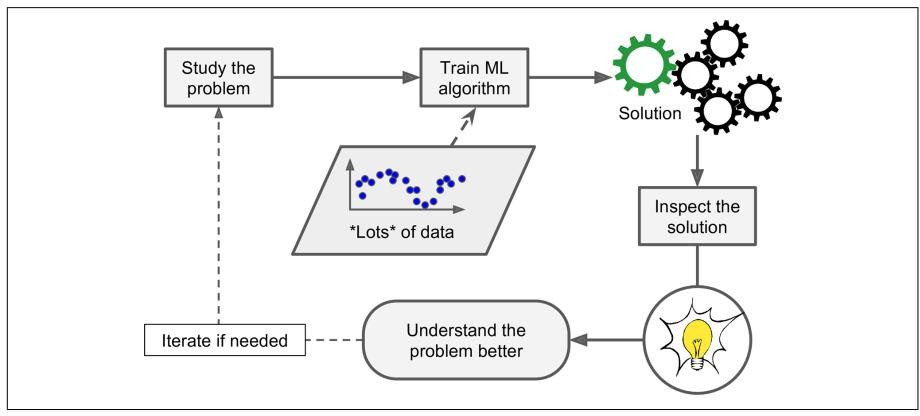 Study the
problem
Train ML
algorithm
Solution
*Lots* of data
Inspect the
solution
Understand the
problem better
Iterate if needed